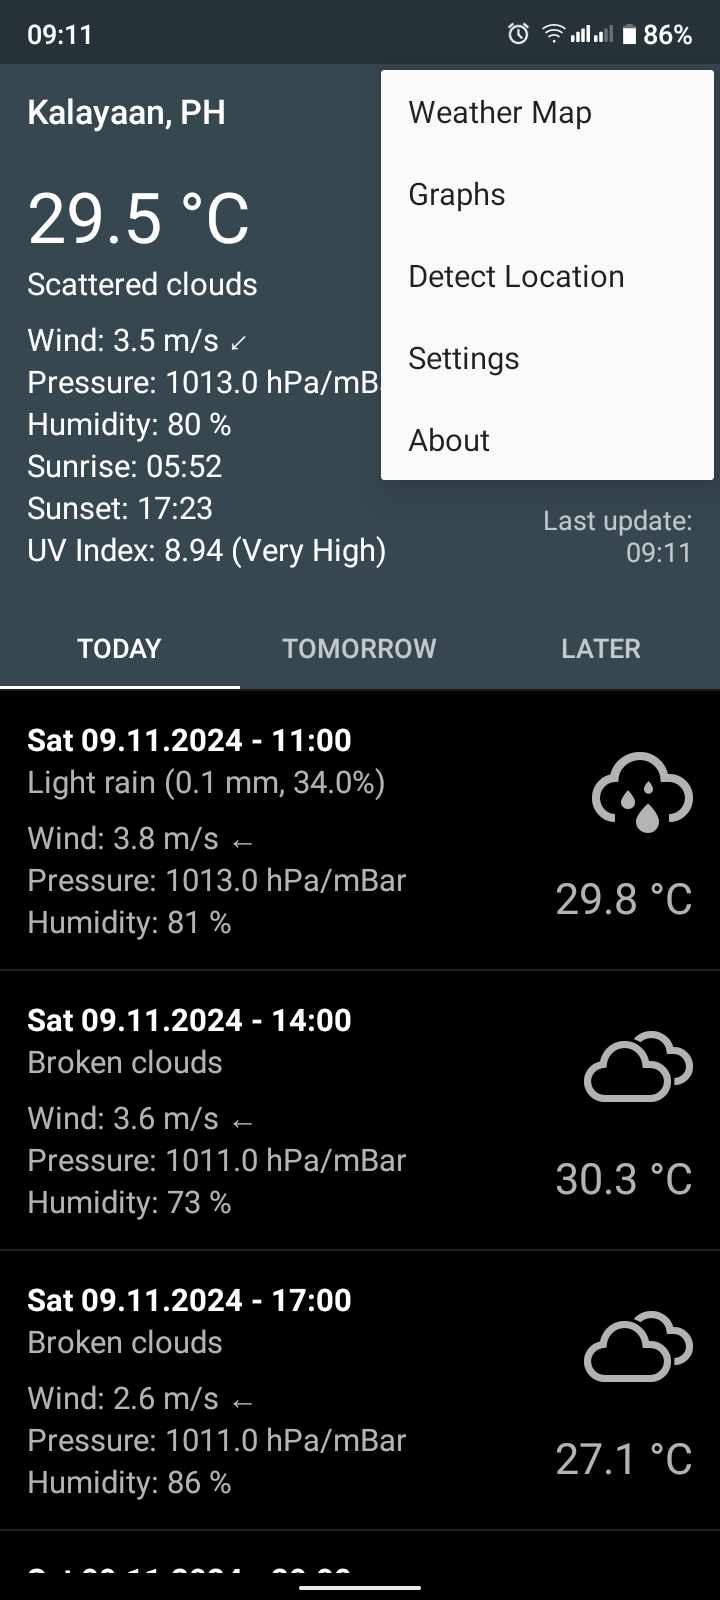 09:11
86%
Kalayaan, PH
29.5 °C
Scattered clouds
Wind: 3.5 m/s ↙
Pressure: 1013.0 hPa/mB
Humidity: 80 %
Sunrise: 05:52
Sunset: 17:23
UV Index: 8.94 (Very High)
Weather Map
Graphs
Detect Location
Settings
About
Last update:
09:11
TODAY
TOMORROW
LATER
Sat 09.11.2024 - 11:00
Light rain (0.1 mm, 34.0%)
Wind: 3.8 m/s ←
Pressure: 1013.0 hPa/mBar
Humidity: 81 %
29.8 °C
Sat 09.11.2024 - 14:00
Broken clouds
Wind: 3.6 m/s ←
Pressure: 1011.0 hPa/mBar
Humidity: 73 %
30.3 °C
Sat 09.11.2024 - 17:00
Broken clouds
Wind: 2.6 m/s ←
Pressure: 1011.0 hPa/mBar
Humidity: 86 %
27.1 °C